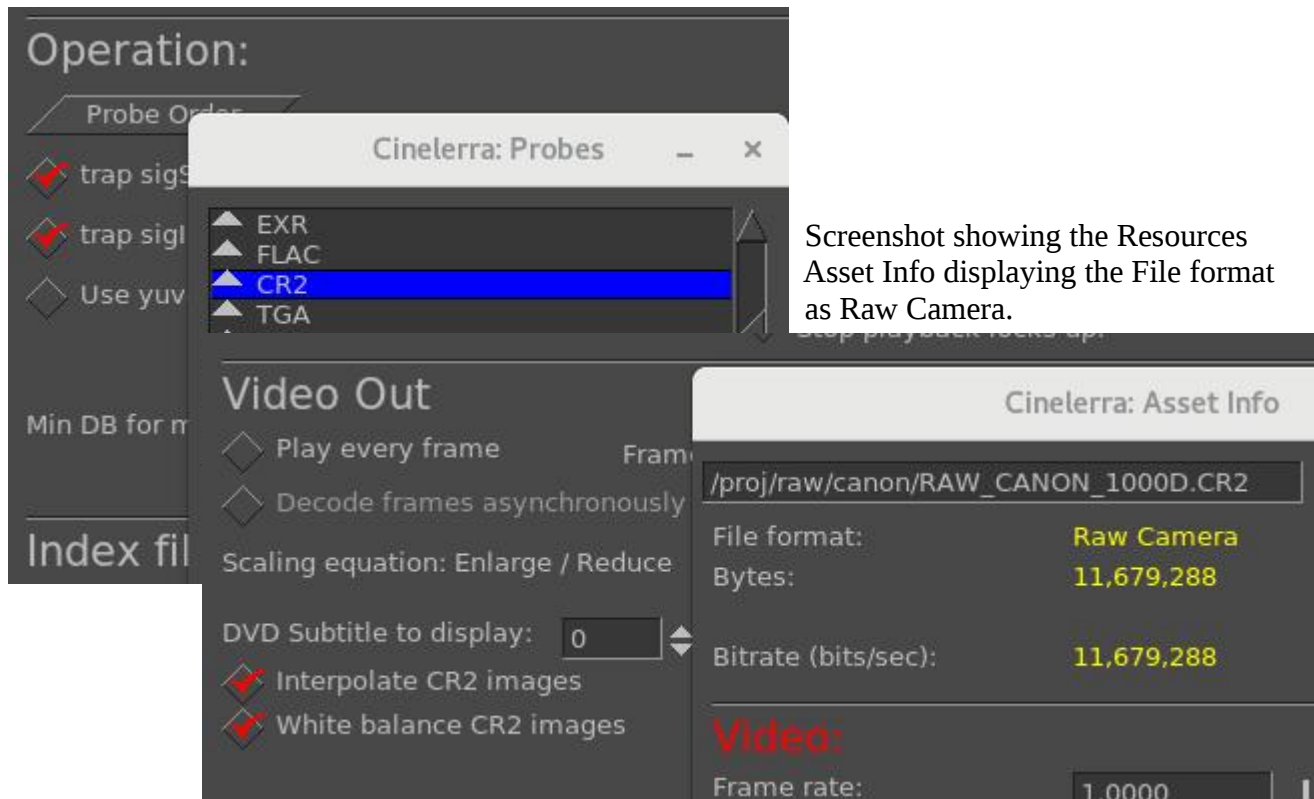 Operation:
Probe Order
Cinelerra: Probes
trap sigS
trap sigI
Use yuv
EXR
FLAC
CR2
TGA
Screenshot showing the Resources
Asset Info displaying the File format
as Raw Camera.
Stop playback locks up.
Min DB for m
Index fil
Video Out
Play every frame
Fram
Decode frames asynchronously
Scaling equation: Enlarge / Reduce
DVD Subtitle to display: 0
Interpolate CR2 images
White balance CR2 images
Cinelerra: Asset Info
/proj/raw/canon/RAW_CANON_1000D.CR2
File format: Raw Camera
Bytes: 11,679,288
Bitrate (bits/sec): 11,679,288
Video:
Frame rate: 1.0000